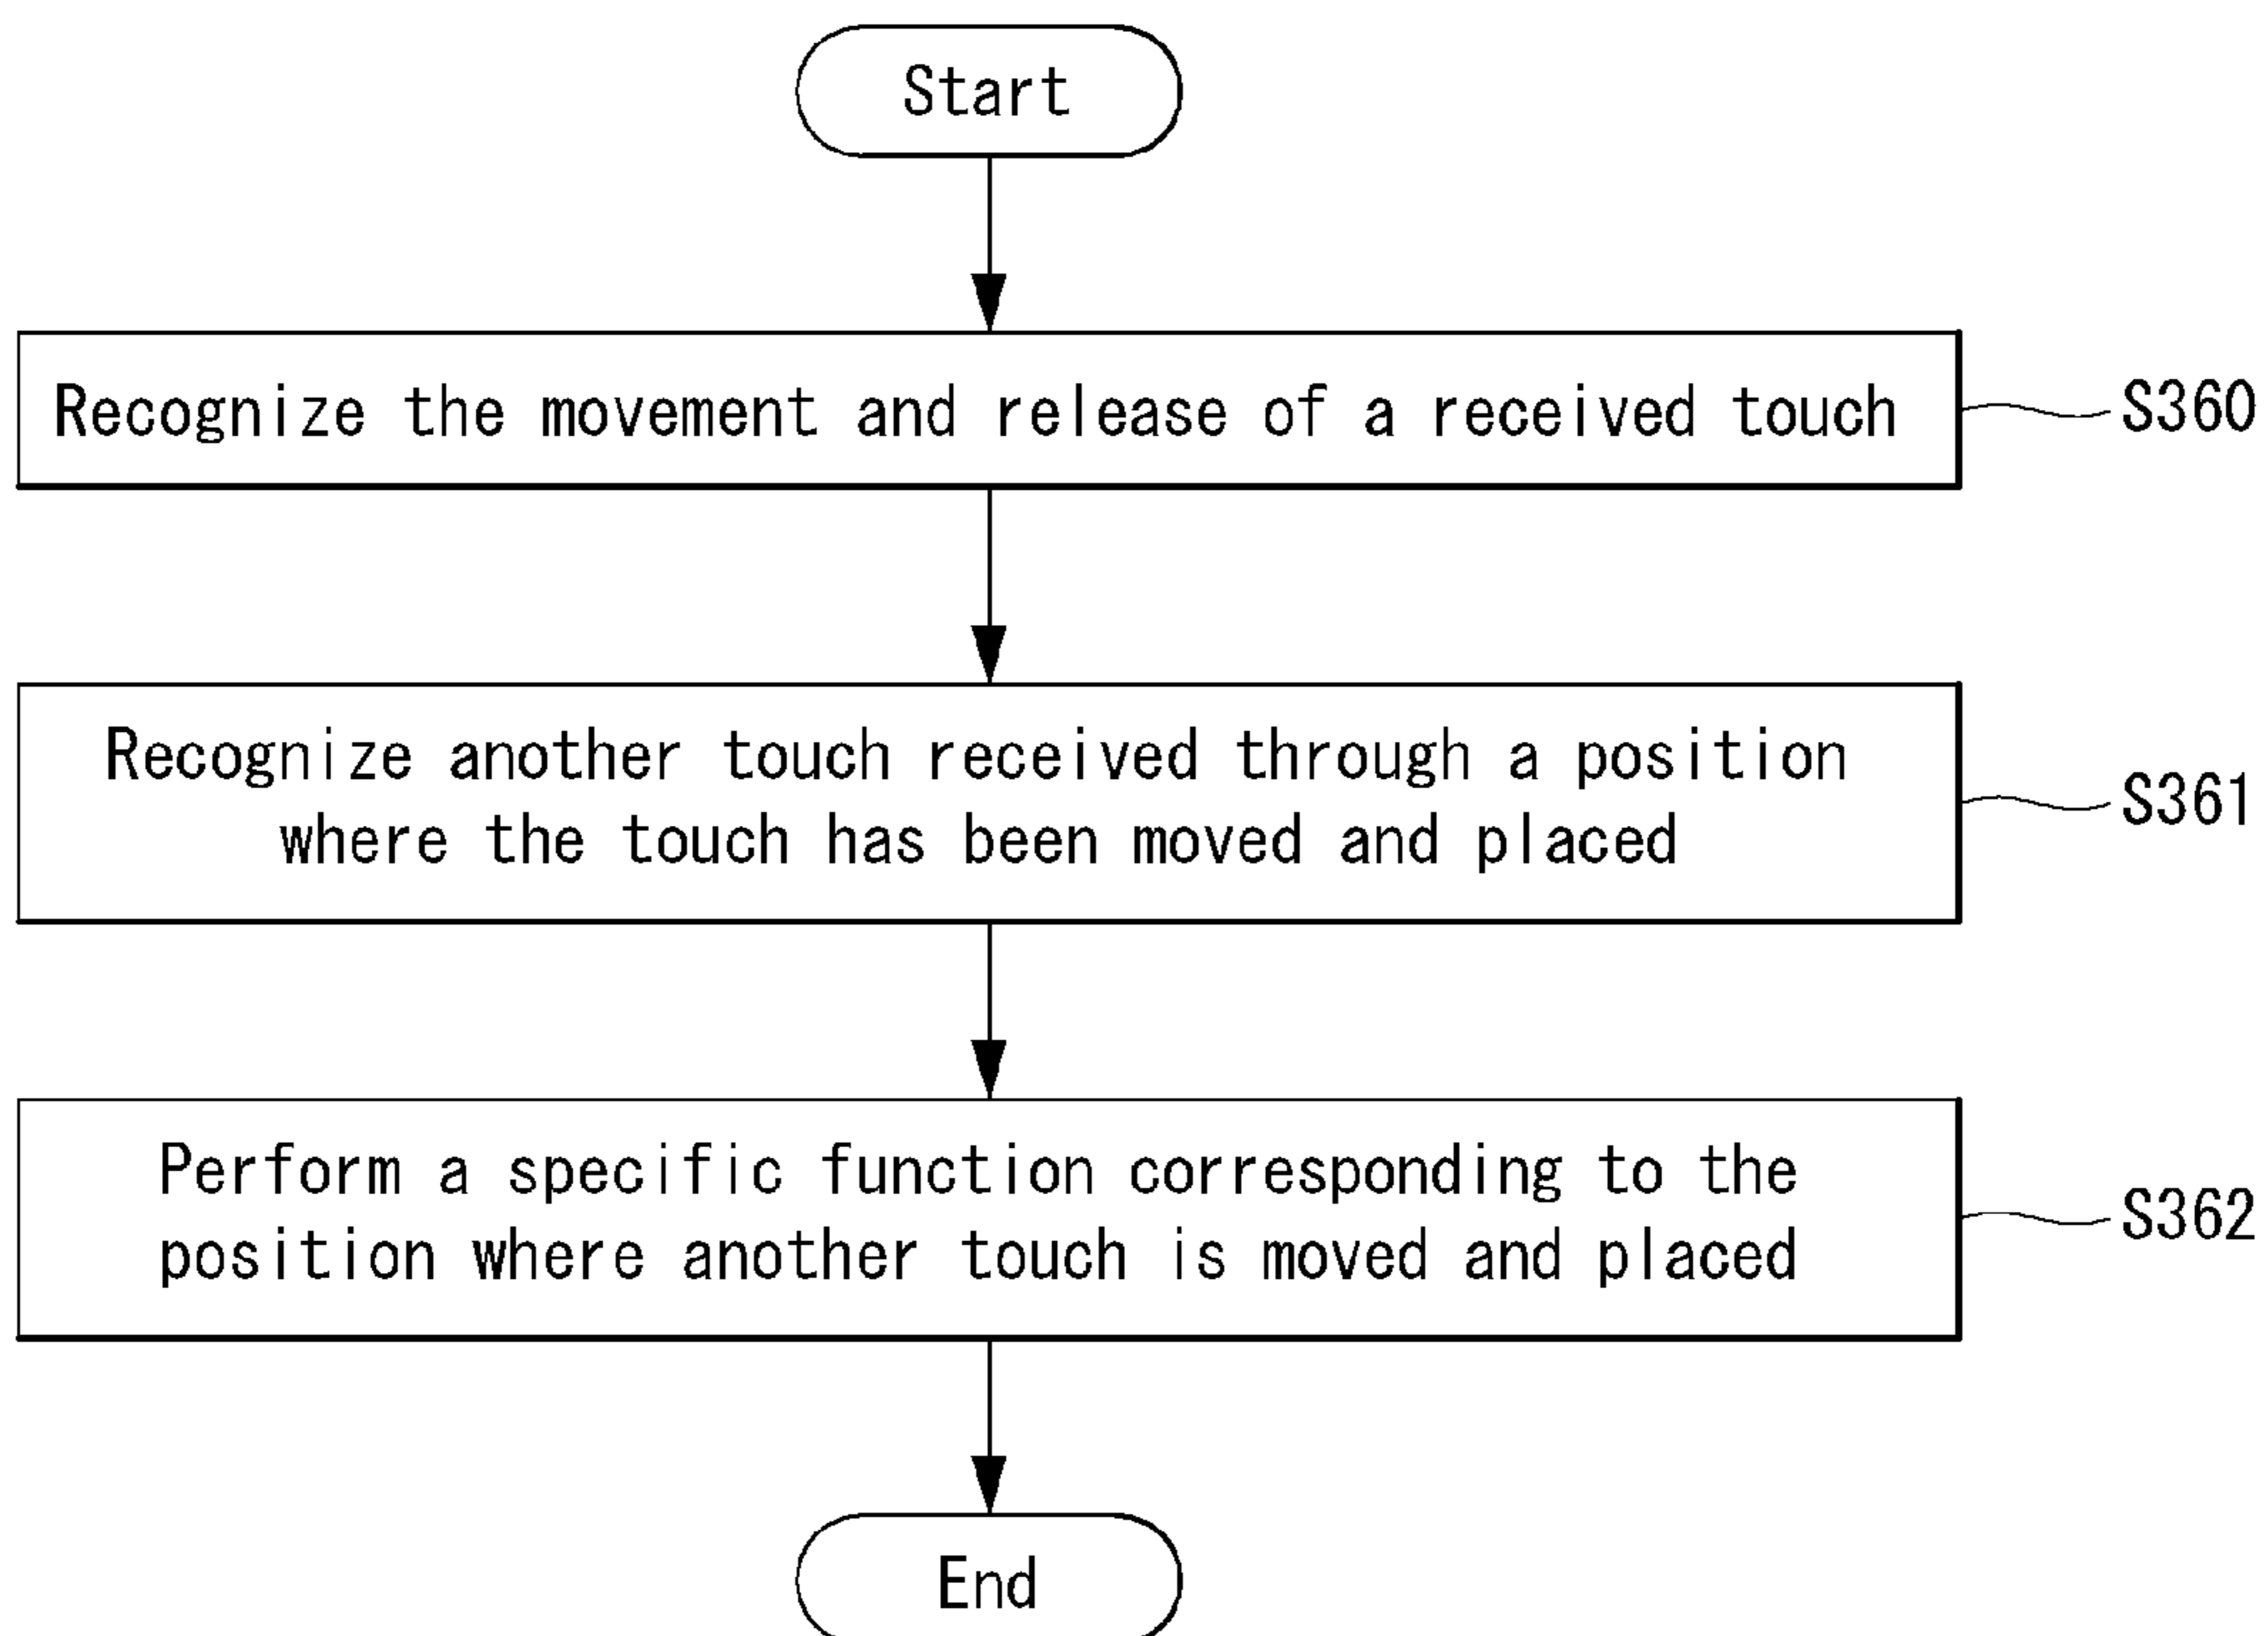 Start
Recognize the movement and release of a received touch
S360
Recognize another touch received through a position
where the touch has been moved and placed
S361
Perform a specific function corresponding to the
position where another touch is moved and placed
S362
End